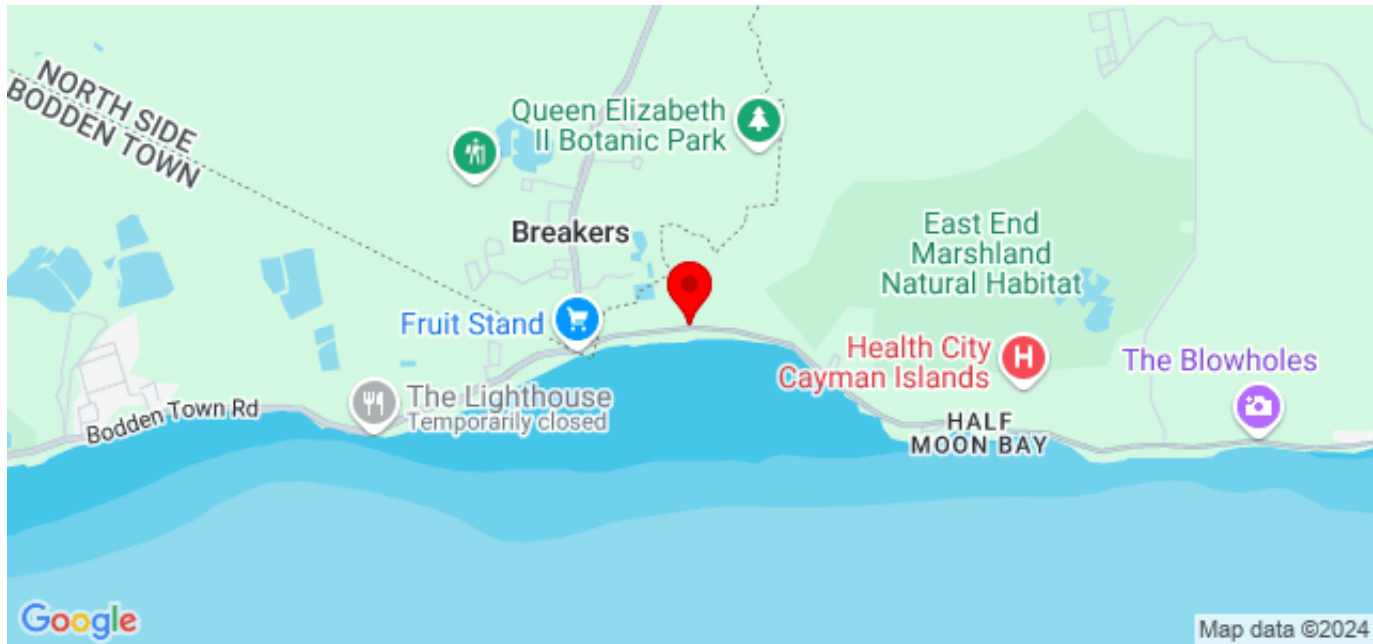 NORTH SIDE
BODDEN TOWN
Queen Elizabeth
II Botanic Park
Breakers
East End
Marshland
Natural Habitat
Fruit Stand
Health City
Cayman Islands
H
The Blowholes
The Lighthouse
Temporarily closed
Bodden Town Rd
HALF
MOON BAY
Google
Map data ©2024